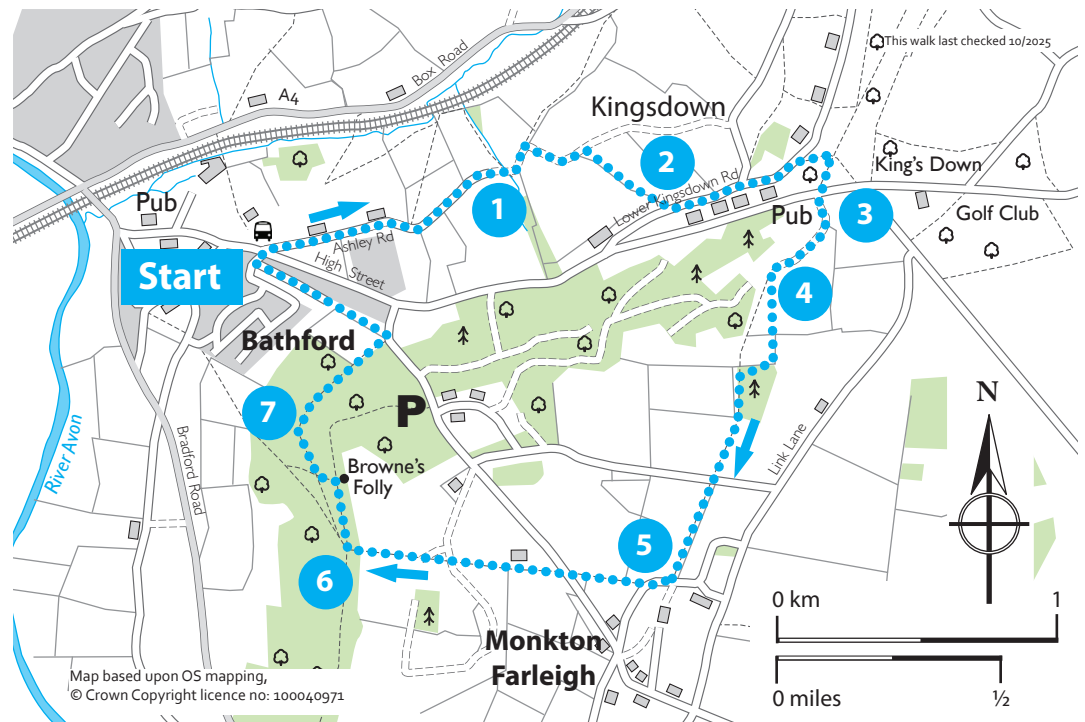 This walk last checked 10/2025
Box Road
A4
Kingsdown
2
King's Down
Pub
Lower Kingsdown Rd
1
Pub
3
Golf Club
Ashley Rd
High Street
Start
4
Bathford
N
7
P
River Avon
Bradford Road
Link Lane
Browne's
Folly
5
6
0 km
1
Monkton
Farleigh
Map based upon OS mapping,
© Crown Copyright licence no: 100040971
0 miles
½